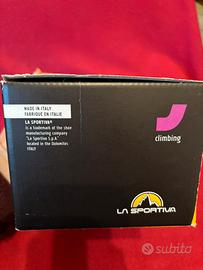 MADE IN ITALY
FABRIQUÉ EN ITALIE
LA SPORTIVA®
is a trademark of the shoe
manufacturing company
"La Sportiva S.p.A."
located in the Dolomites
ITALY
climbing
LA SPORTIVA
subito